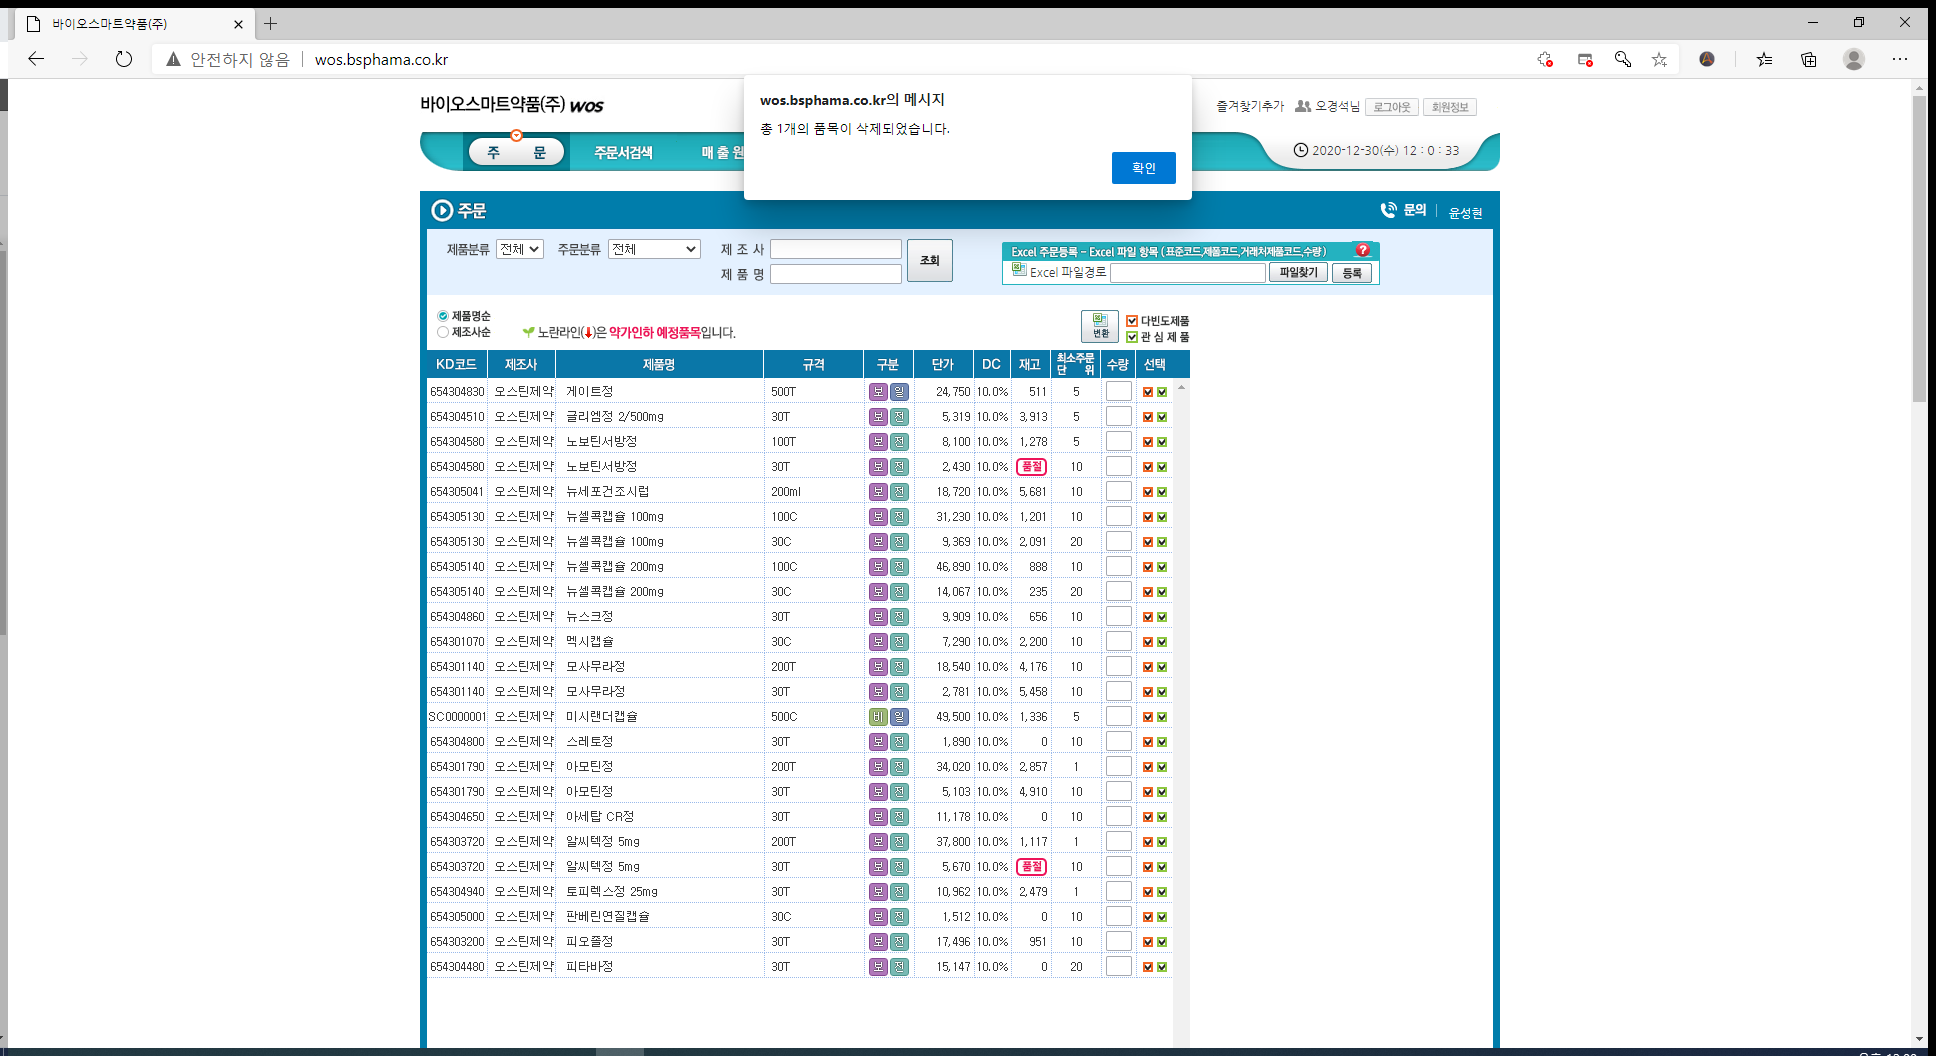 바이오스마트약품(주)
안전하지 않음 wos.bsphama.co.kr
wos.bsphama.co.kr의 메시지
총 1개의 품목이 삭제되었습니다.
확인
바이오스마트약품(주) wos
즐겨찾기추가 오경석님 로그아웃 회원정보
주 문 주문서검색 매출원
2020-12-30(수) 12 : 0 : 33
주문
문의 윤성현
제품분류 전체 주문분류 전체 제 조 사
제 품 명
조회
Excel 주문등록 - Excel 파일 항목 (표준코드,제품코드,거래처제품코드,수량) ?
Excel 파일경로 파일찾기 등록
제품명순
제조사순
노란라인(↓)은 약가인하 예정품목입니다.
변환
다빈도제품
관 심 제 품
KD코드 제조사 제품명 규격 구분 단가 DC 재고 최소주문단위 수량 선택
654304830 오스틴제약 게이트정 500T 보 일 24,750 10.0% 511 5
654304510 오스틴제약 글리엠정 2/500mg 30T 보 전 5,319 10.0% 3,913 5
654304580 오스틴제약 노보틴서방정 100T 보 전 8,100 10.0% 1,278 5
654304580 오스틴제약 노보틴서방정 30T 보 전 2,430 10.0% 품절 10
654305041 오스틴제약 뉴세포건조시럽 200ml 보 전 18,720 10.0% 5,681 10
654305130 오스틴제약 뉴셀콕캡슐 100mg 100C 보 전 31,230 10.0% 1,201 10
654305130 오스틴제약 뉴셀콕캡슐 100mg 30C 보 전 9,369 10.0% 2,091 20
654305140 오스틴제약 뉴셀콕캡슐 200mg 100C 보 전 46,890 10.0% 888 10
654305140 오스틴제약 뉴셀콕캡슐 200mg 30C 보 전 14,067 10.0% 235 20
654304860 오스틴제약 뉴스크정 30T 보 전 9,909 10.0% 656 10
654301070 오스틴제약 멕시캡슐 30C 보 전 7,290 10.0% 2,200 10
654301140 오스틴제약 모사무라정 200T 보 전 18,540 10.0% 4,176 10
654301140 오스틴제약 모사무라정 30T 보 전 2,781 10.0% 5,458 10
SC0000001 오스틴제약 미시랜더캡슐 500C 비 일 49,500 10.0% 1,336 5
654304800 오스틴제약 스레토정 30T 보 전 1,890 10.0% 0 10
654301790 오스틴제약 아모틴정 200T 보 전 34,020 10.0% 2,857 1
654301790 오스틴제약 아모틴정 30T 보 전 5,103 10.0% 4,910 10
654304650 오스틴제약 아세탑 CR정 30T 보 전 11,178 10.0% 0 10
654303720 오스틴제약 알씨텍정 5mg 200T 보 전 37,800 10.0% 1,117 1
654303720 오스틴제약 알씨텍정 5mg 30T 보 전 5,670 10.0% 품절 10
654304940 오스틴제약 토피렉스정 25mg 30T 보 전 10,962 10.0% 2,479 1
654305000 오스틴제약 판베린연질캡슐 30C 보 전 1,512 10.0% 0 10
654303200 오스틴제약 피오졸정 30T 보 전 17,496 10.0% 951 10
654304480 오스틴제약 피타바정 30T 보 전 15,147 10.0% 0 20